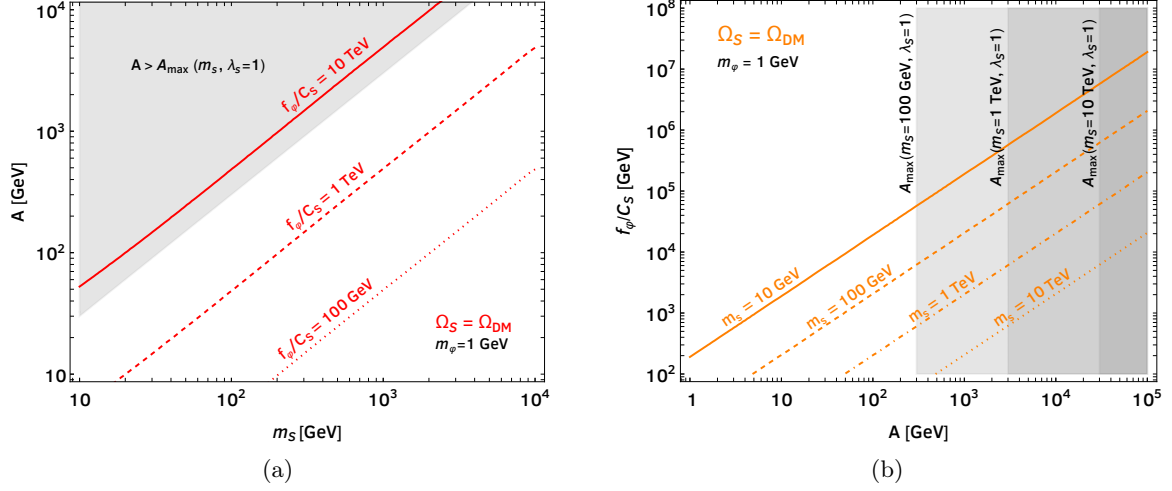 A > A_max (m_s, λ_s=1)
f_φ/C_S = 10 TeV
f_φ/C_S = 1 TeV
f_φ/C_S = 100 GeV
Ω_S = Ω_DM
m_φ=1 GeV
10⁴
10³
10²
10
A [GeV]
10
10²
10³
10⁴
m_S [GeV]
(a)
Ω_S = Ω_DM
m_φ = 1 GeV
A_max(m_S=100 GeV, λ_S=1)
A_max(m_S=1 TeV, λ_S=1)
A_max(m_S=10 TeV, λ_S=1)
m_s = 10 GeV
m_s = 100 GeV
m_s = 1 TeV
m_s = 10 TeV
10⁸
10⁷
10⁶
10⁵
10⁴
10³
10²
f_φ/C_S [GeV]
1
10
10²
10³
10⁴
10⁵
A [GeV]
(b)